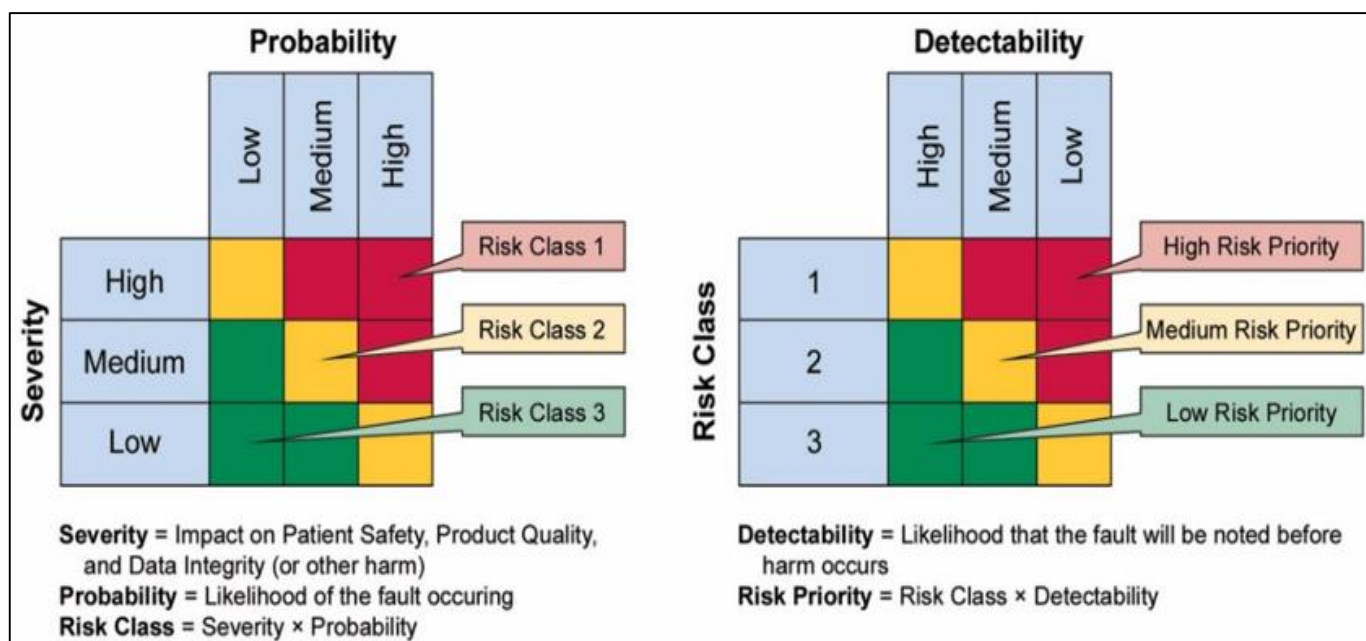 Probability
Low
Medium
High
Severity
High
Medium
Low
Risk Class 1
Risk Class 2
Risk Class 3
Severity = Impact on Patient Safety, Product Quality,
and Data Integrity (or other harm)
Probability = Likelihood of the fault occuring
Risk Class = Severity × Probability
Detectability
High
Medium
Low
Risk Class
1
2
3
High Risk Priority
Medium Risk Priority
Low Risk Priority
Detectability = Likelihood that the fault will be noted before
harm occurs
Risk Priority = Risk Class × Detectability